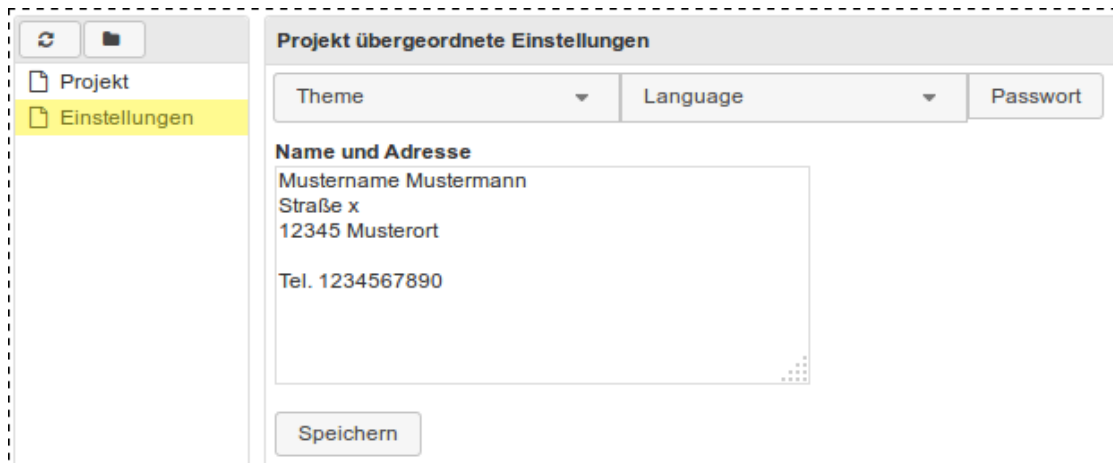 Projekt
Einstellungen
Projekt übergeordnete Einstellungen
Theme Language Passwort
Name und Adresse
Mustername Mustermann
Straße x
12345 Musterort
Tel. 1234567890
Speichern